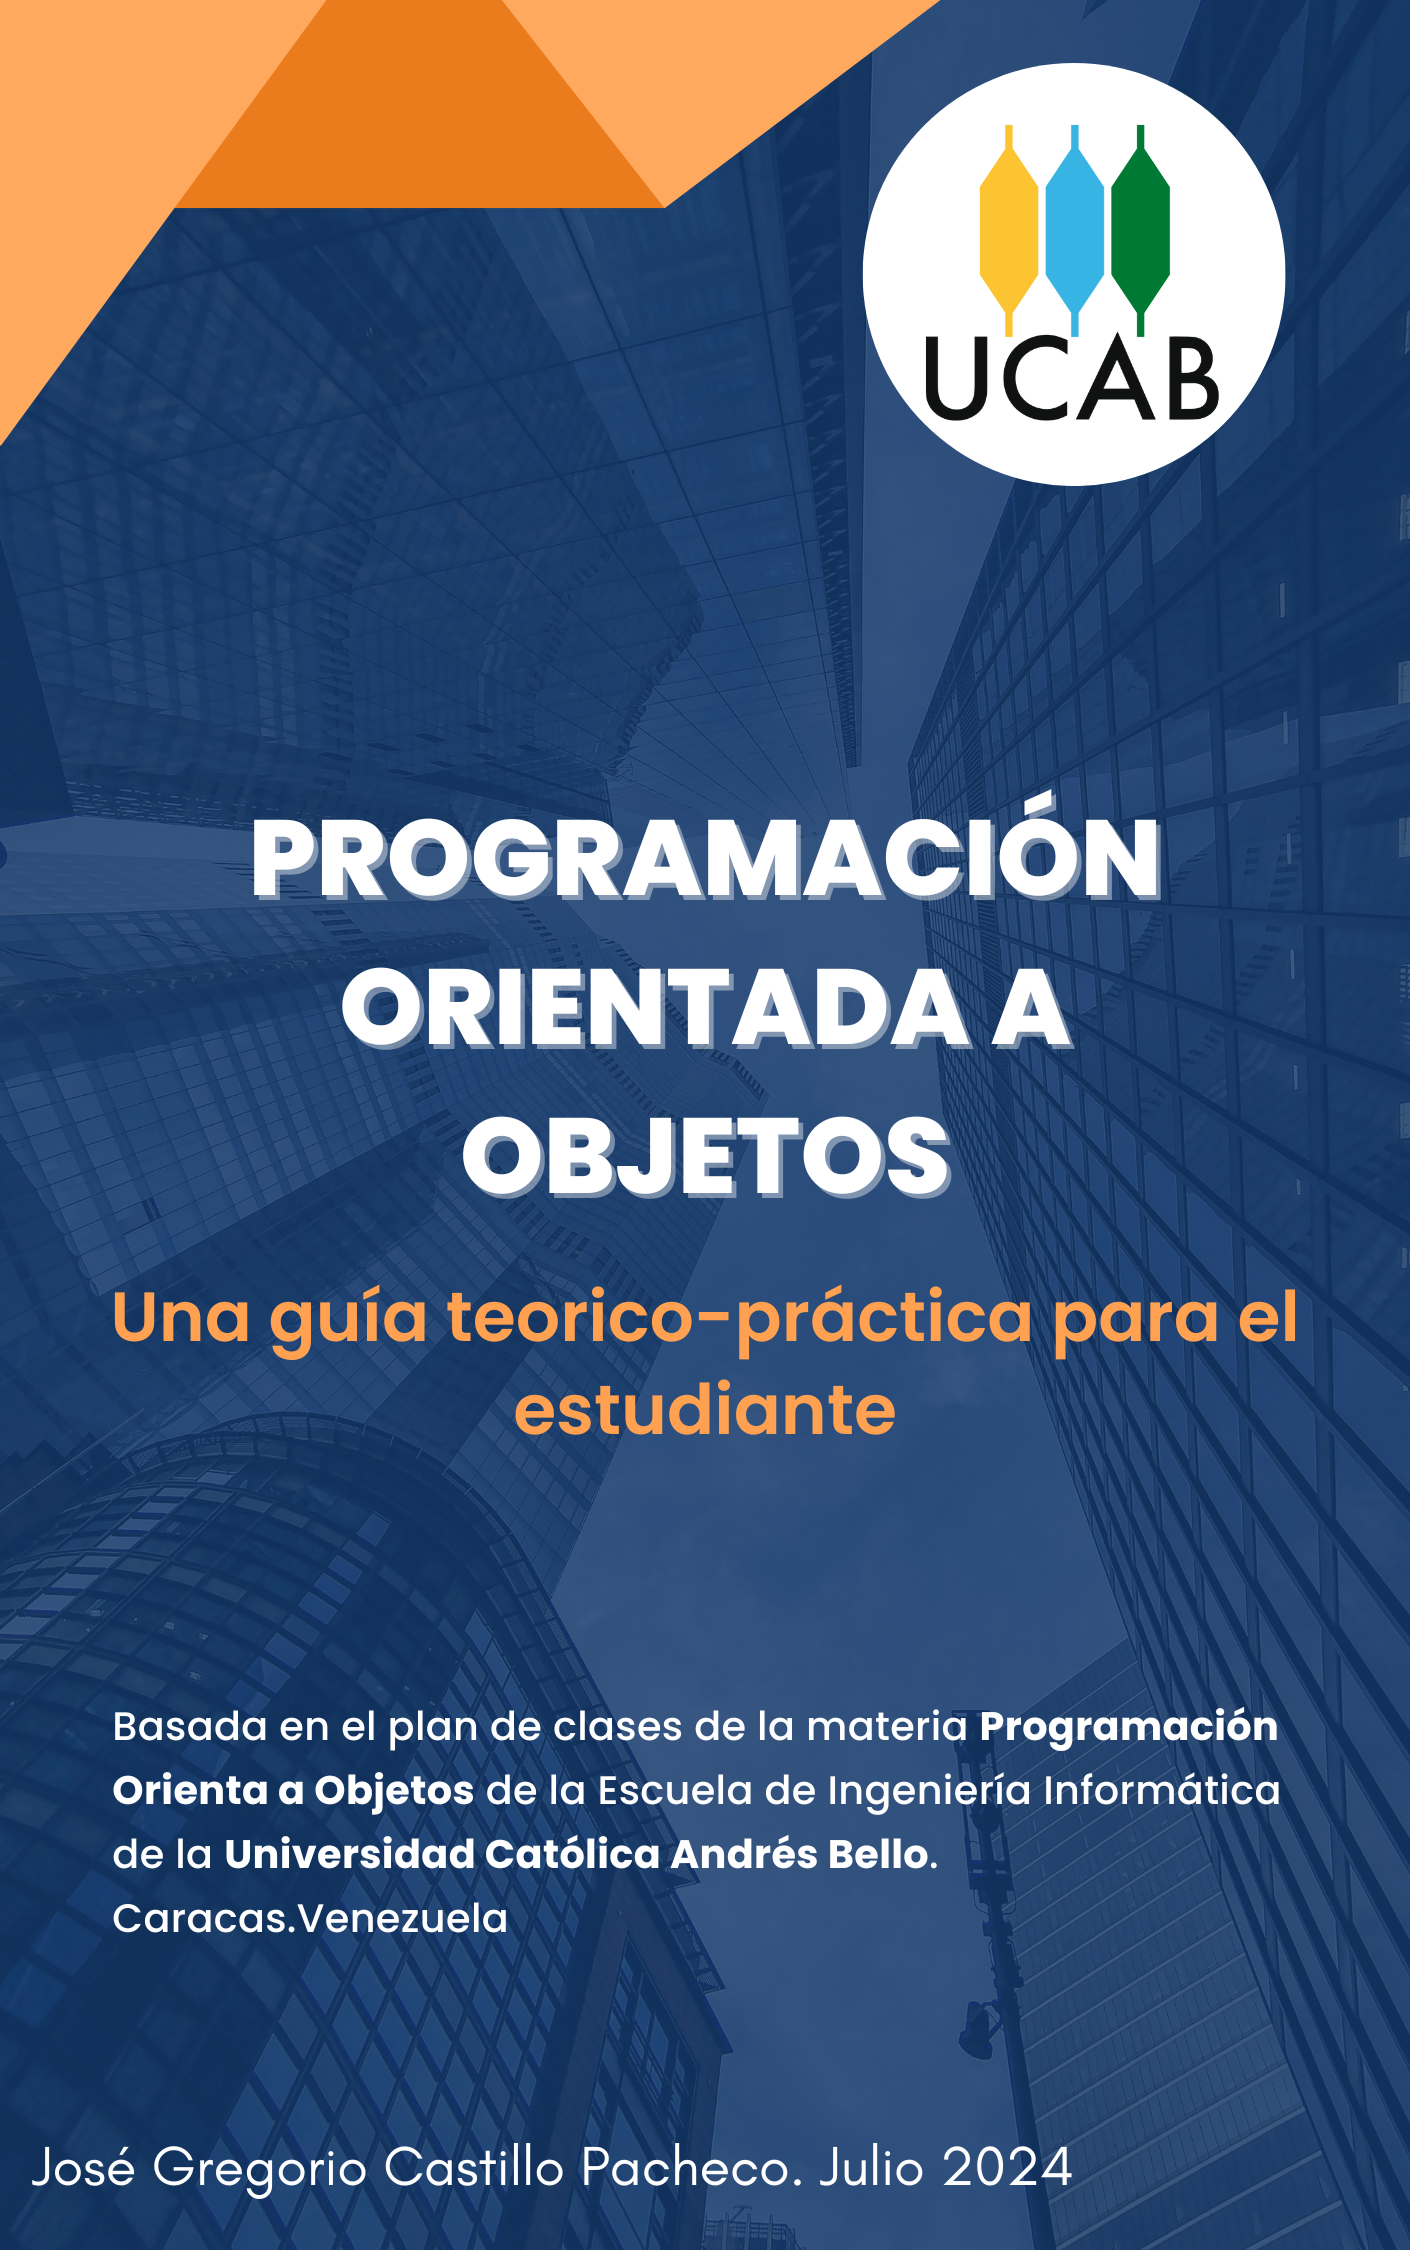 UCAB
PROGRAMACIÓN
ORIENTADA A
OBJETOS
Una guía teorico-práctica para el
estudiante
Basada en el plan de clases de la materia Programación
Orienta a Objetos de la Escuela de Ingeniería Informática
de la Universidad Católica Andrés Bello.
Caracas.Venezuela
José Gregorio Castillo Pacheco. Julio 2024